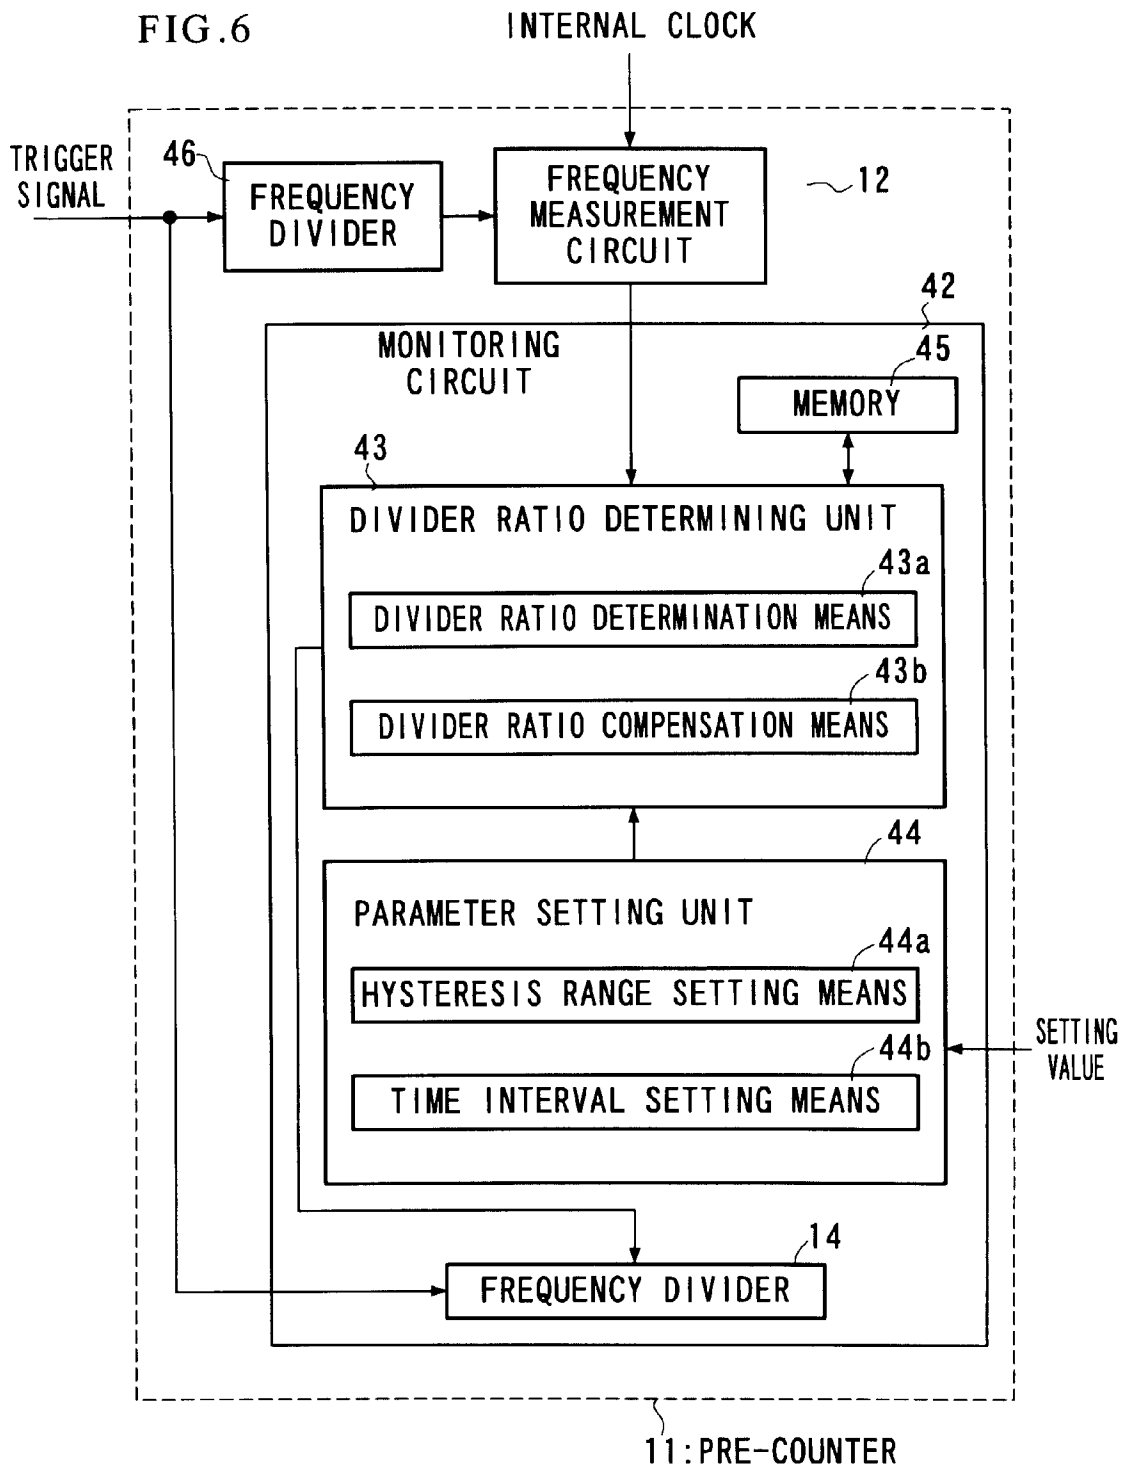 FIG.6
INTERNAL CLOCK
TRIGGER
SIGNAL
46
FREQUENCY
DIVIDER
FREQUENCY
MEASUREMENT
CIRCUIT
12
42
MONITORING
CIRCUIT
45
MEMORY
43
DIVIDER RATIO DETERMINING UNIT
43a
DIVIDER RATIO DETERMINATION MEANS
43b
DIVIDER RATIO COMPENSATION MEANS
44
PARAMETER SETTING UNIT
44a
HYSTERESIS RANGE SETTING MEANS
44b
TIME INTERVAL SETTING MEANS
SETTING
VALUE
14
FREQUENCY DIVIDER
11:PRE-COUNTER